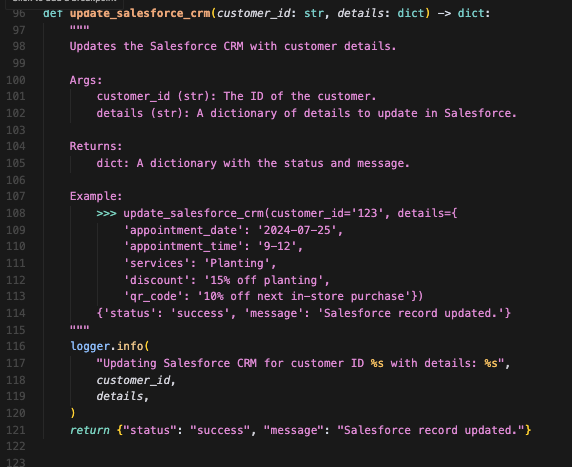 96 def update_salesforce_crm(customer_id: str, details: dict) -> dict:
97     """
98     Updates the Salesforce CRM with customer details.
99
100     Args:
101         customer_id (str): The ID of the customer.
102         details (str): A dictionary of details to update in Salesforce.
103
104     Returns:
105         dict: A dictionary with the status and message.
106
107     Example:
108         >>> update_salesforce_crm(customer_id='123', details={
109             'appointment_date': '2024-07-25',
110             'appointment_time': '9-12',
111             'services': 'Planting',
112             'discount': '15% off planting',
113             'qr_code': '10% off next in-store purchase'})
114         {'status': 'success', 'message': 'Salesforce record updated.'}
115     """
116     logger.info(
117         "Updating Salesforce CRM for customer ID %s with details: %s",
118         customer_id,
119         details,
120     )
121     return {"status": "success", "message": "Salesforce record updated."}
122
123